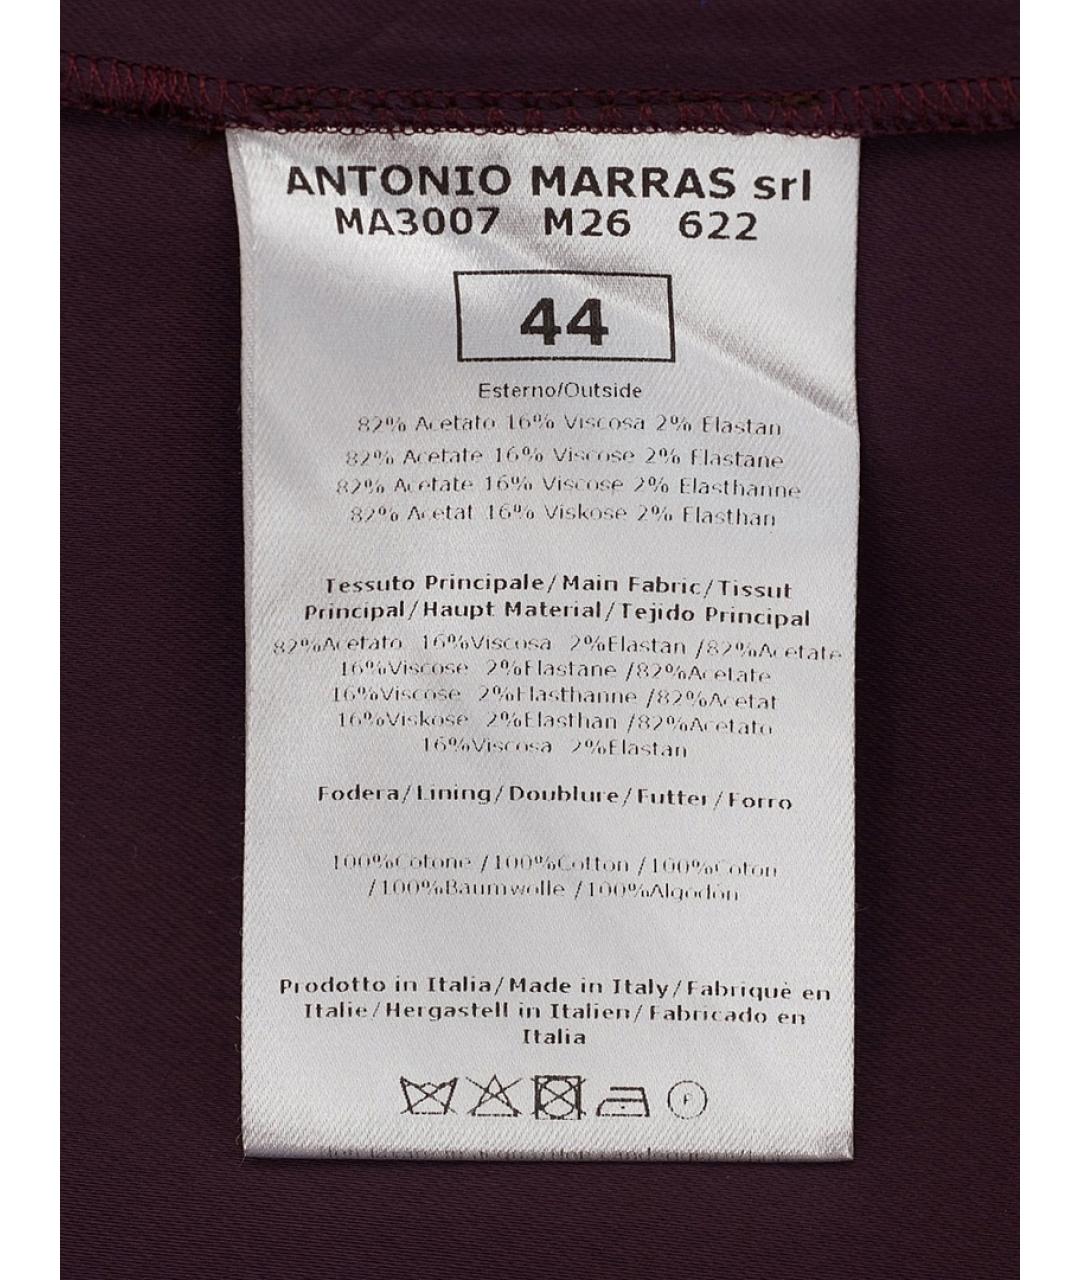 ANTONIO MARRAS srl
MA3007 M26 622
44
Esterno/Outside
82% Acetato 16% Viscosa 2% Elastan
82% Acetate 16% Viscose 2% Elastane
82% Acetate 16% Viscose 2% Elasthanne
82% Acetat 16% Viskose 2% Elasthan
Tessuto Principale/Main Fabric/Tissut
Principal/Haupt Material/Tejido Principal
82%Acetato 16%Viscosa 2%Elastan /82%Acetate
16%Viscose 2%Elastane /82%Acetate
16%Viscose 2%Elasthanne /82%Acetat
16%Viskose 2%Elasthan /82%Acetato
16%Viscosa 2%Elastan
Fodera/Lining/Doublure/Futter/Forro
100%Cotone /100%Cotton /100%Coton
/100%Baumwolle /100%Algodón
Prodotto in Italia/Made in Italy/Fabriquè en
Italie/Hergastell in Italien/Fabricado en
Italia
F